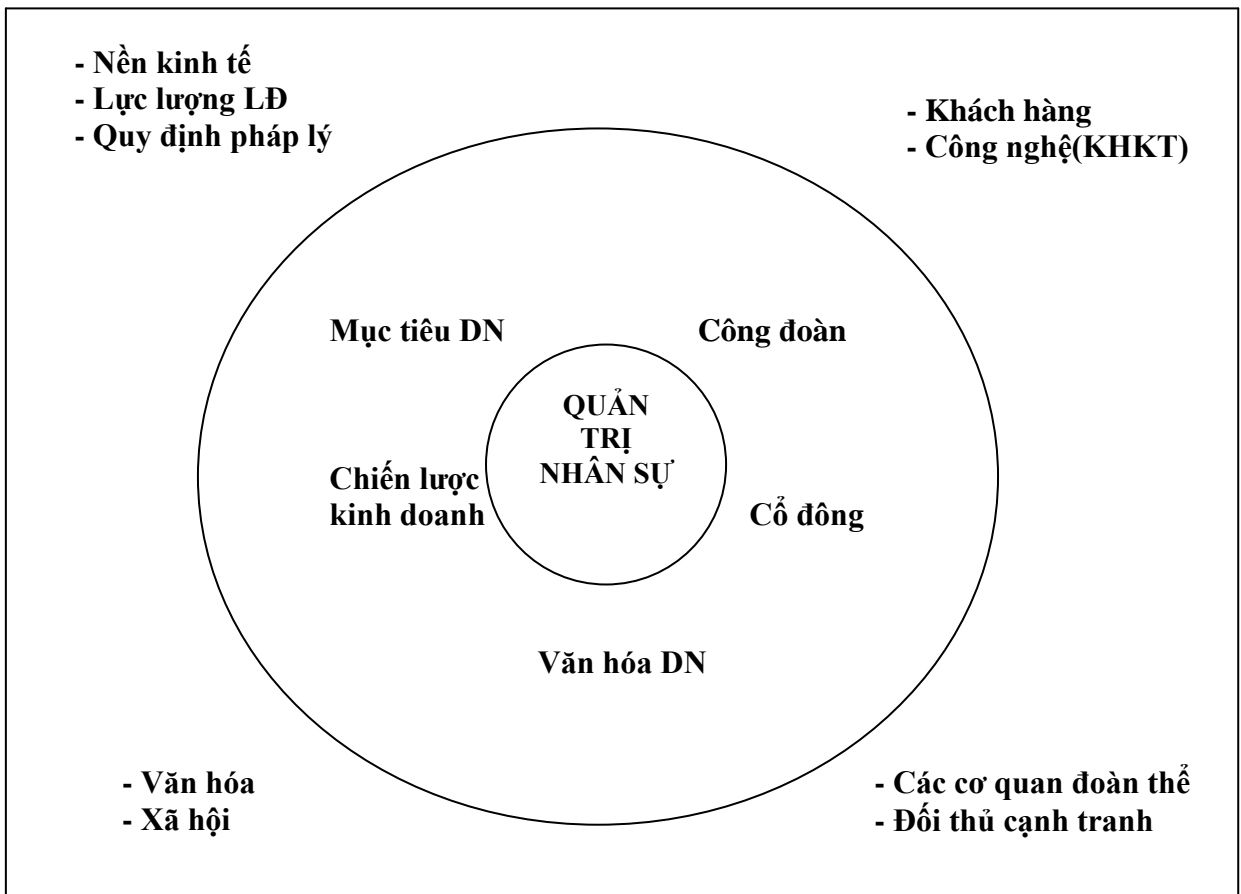 - Nền kinh tế
- Lực lượng LĐ
- Quy định pháp lý
- Khách hàng
- Công nghệ(KHKT)
Mục tiêu DN
Công đoàn
QUẢN
TRỊ
NHÂN SỰ
Chiến lược
kinh doanh
Cổ đông
Văn hóa DN
- Văn hóa
- Xã hội
- Các cơ quan đoàn thể
- Đối thủ cạnh tranh